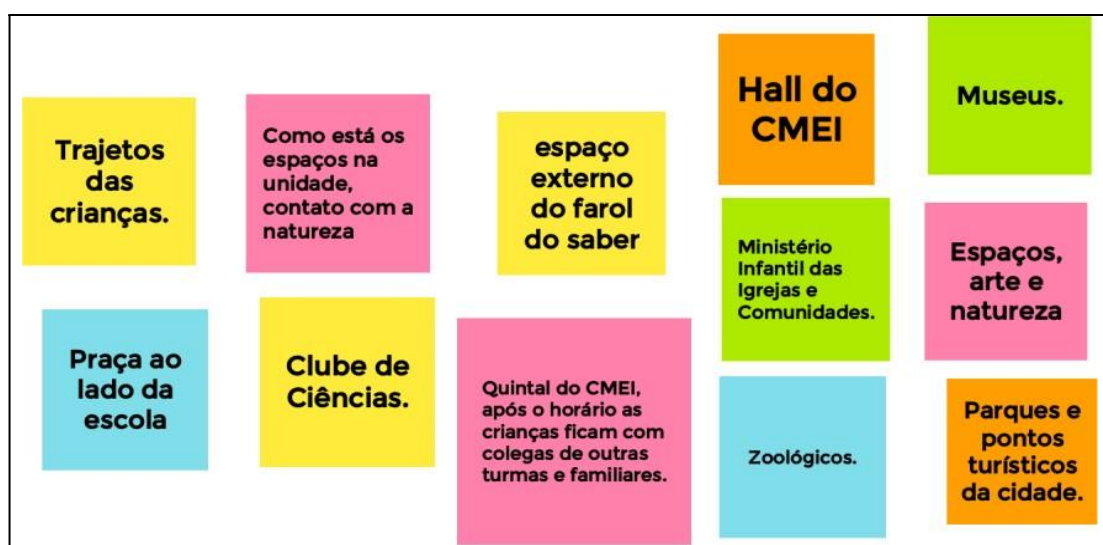 Trajetos
das
crianças.
Como está os
espaços na
unidade,
contato com a
natureza
espaço
externo
do farol
do saber
Hall do
CMEI
Museus.
Ministério
Infantil das
Igrejas e
Comunidades.
Espaços,
arte e
natureza
Praça ao
lado da
escola
Clube de
Ciências.
Quintal do CMEI,
após o horário as
crianças ficam com
colegas de outras
turmas e familiares.
Zoológicos.
Parques e
pontos
turísticos
da cidade.